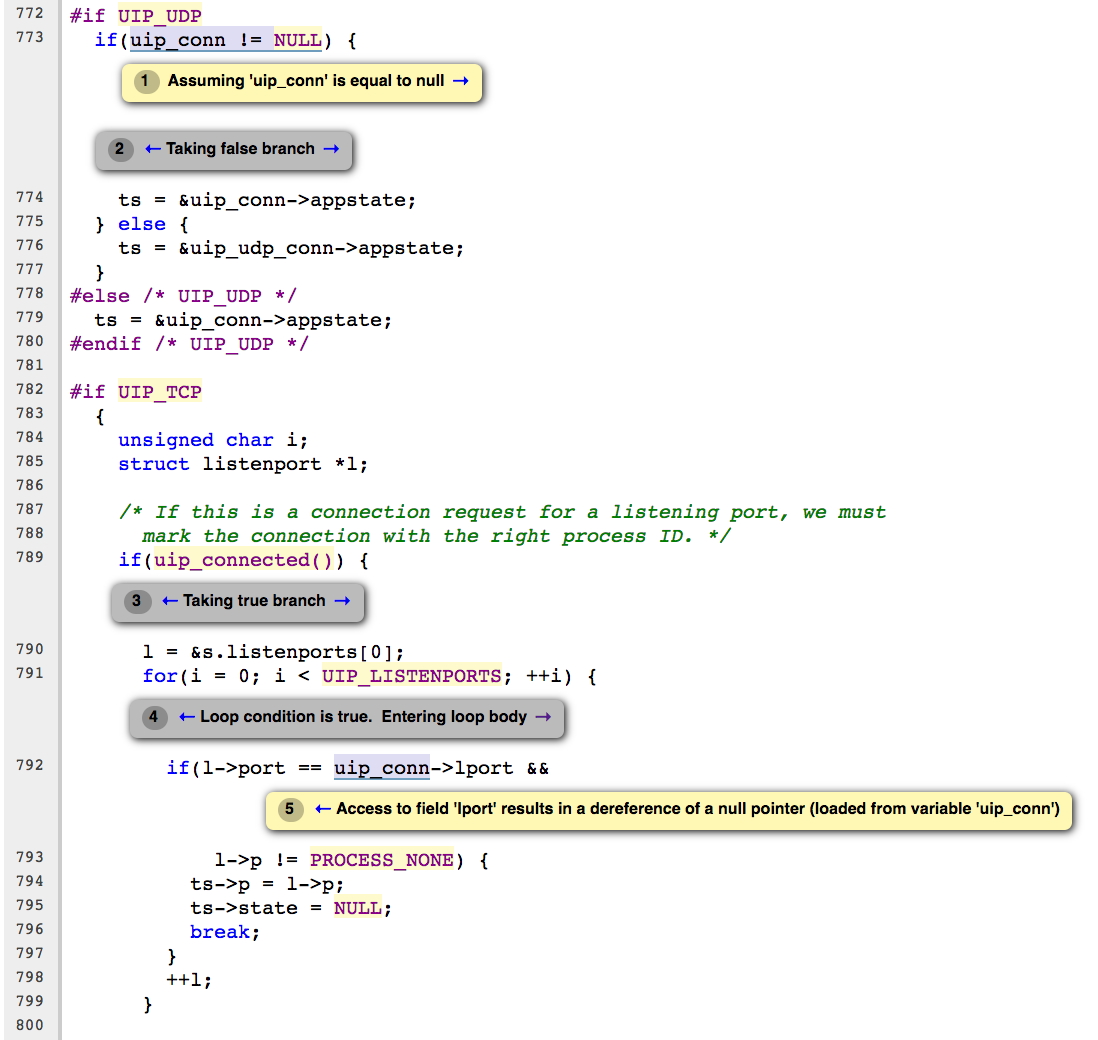 772 #if UIP_UDP
773 if(uip_conn != NULL) {
1 Assuming 'uip_conn' is equal to null →
2 ← Taking false branch →
774 ts = &uip_conn->appstate;
775 } else {
776 ts = &uip_udp_conn->appstate;
777 }
778 #else /* UIP_UDP */
779 ts = &uip_conn->appstate;
780 #endif /* UIP_UDP */
781
782 #if UIP_TCP
783 {
784 unsigned char i;
785 struct listenport *l;
786
787 /* If this is a connection request for a listening port, we must
788 mark the connection with the right process ID. */
789 if(uip_connected()) {
3 ← Taking true branch →
790 l = &s.listenports[0];
791 for(i = 0; i < UIP_LISTENPORTS; ++i) {
4 ← Loop condition is true. Entering loop body →
792 if(l->port == uip_conn->lport &&
5 ← Access to field 'lport' results in a dereference of a null pointer (loaded from variable 'uip_conn')
793 l->p != PROCESS_NONE) {
794 ts->p = l->p;
795 ts->state = NULL;
796 break;
797 }
798 ++l;
799 }
800